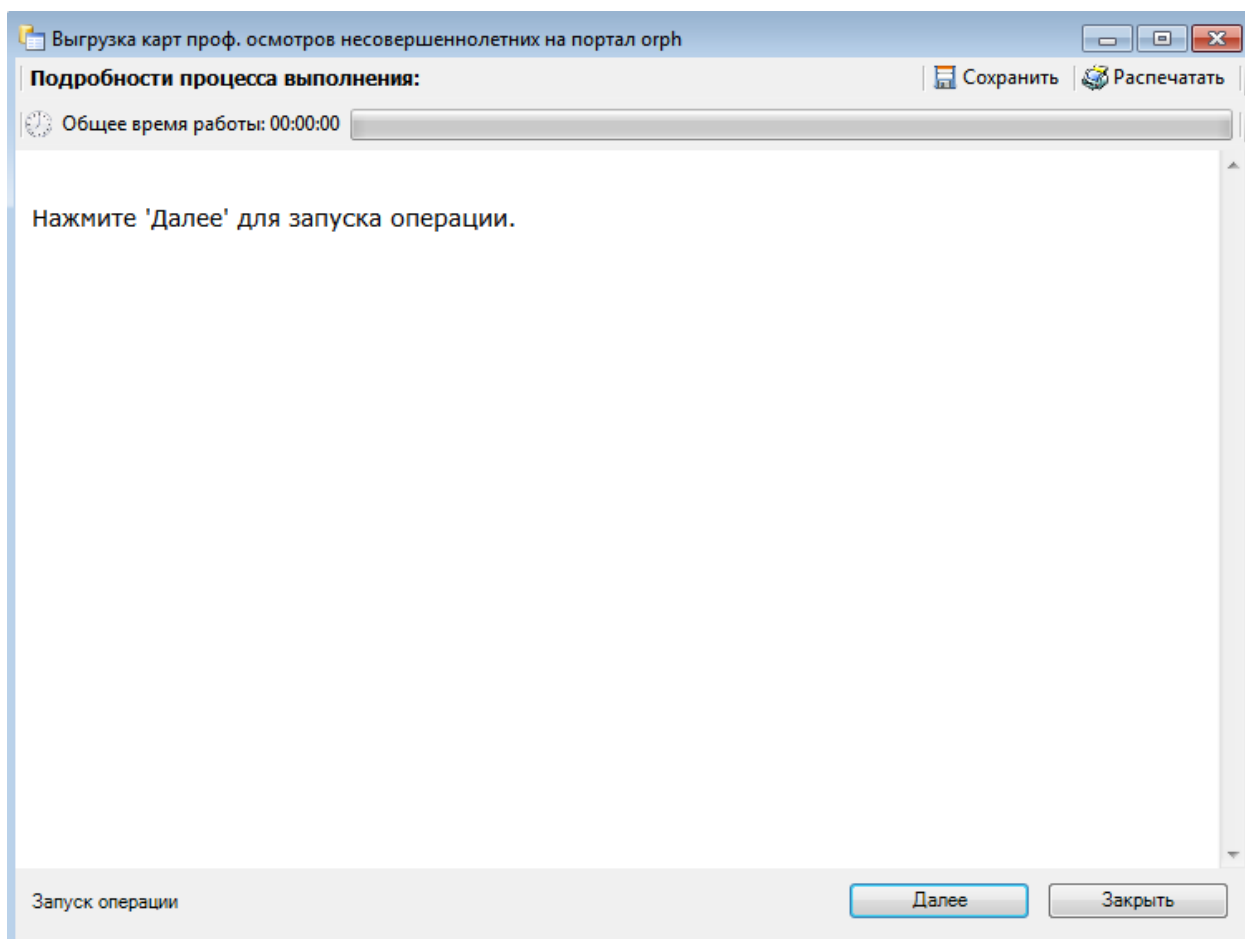 Выгрузка карт проф. осмотров несовершеннолетних на портал orph
Подробности процесса выполнения: Сохранить Распечатать
Общее время работы: 00:00:00
Нажмите 'Далее' для запуска операции.
Запуск операции Далее Закрыть